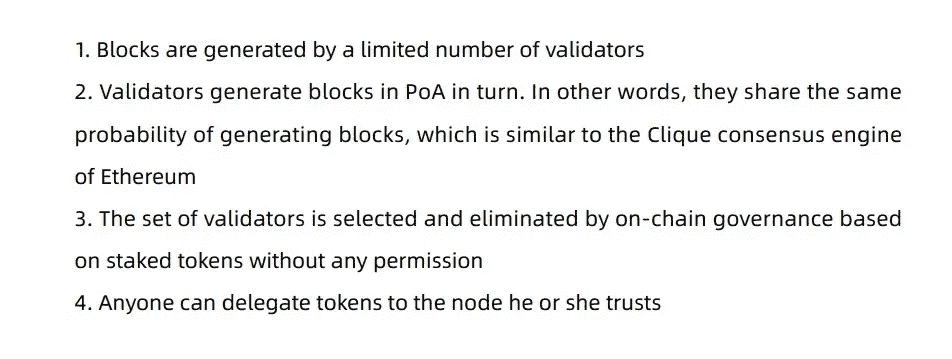 1. Blocks are generated by a limited number of validators
2. Validators generate blocks in PoA in turn. In other words, they share the same
probability of generating blocks, which is similar to the Clique consensus engine
of Ethereum
3. The set of validators is selected and eliminated by on-chain governance based
on staked tokens without any permission
4. Anyone can delegate tokens to the node he or she trusts